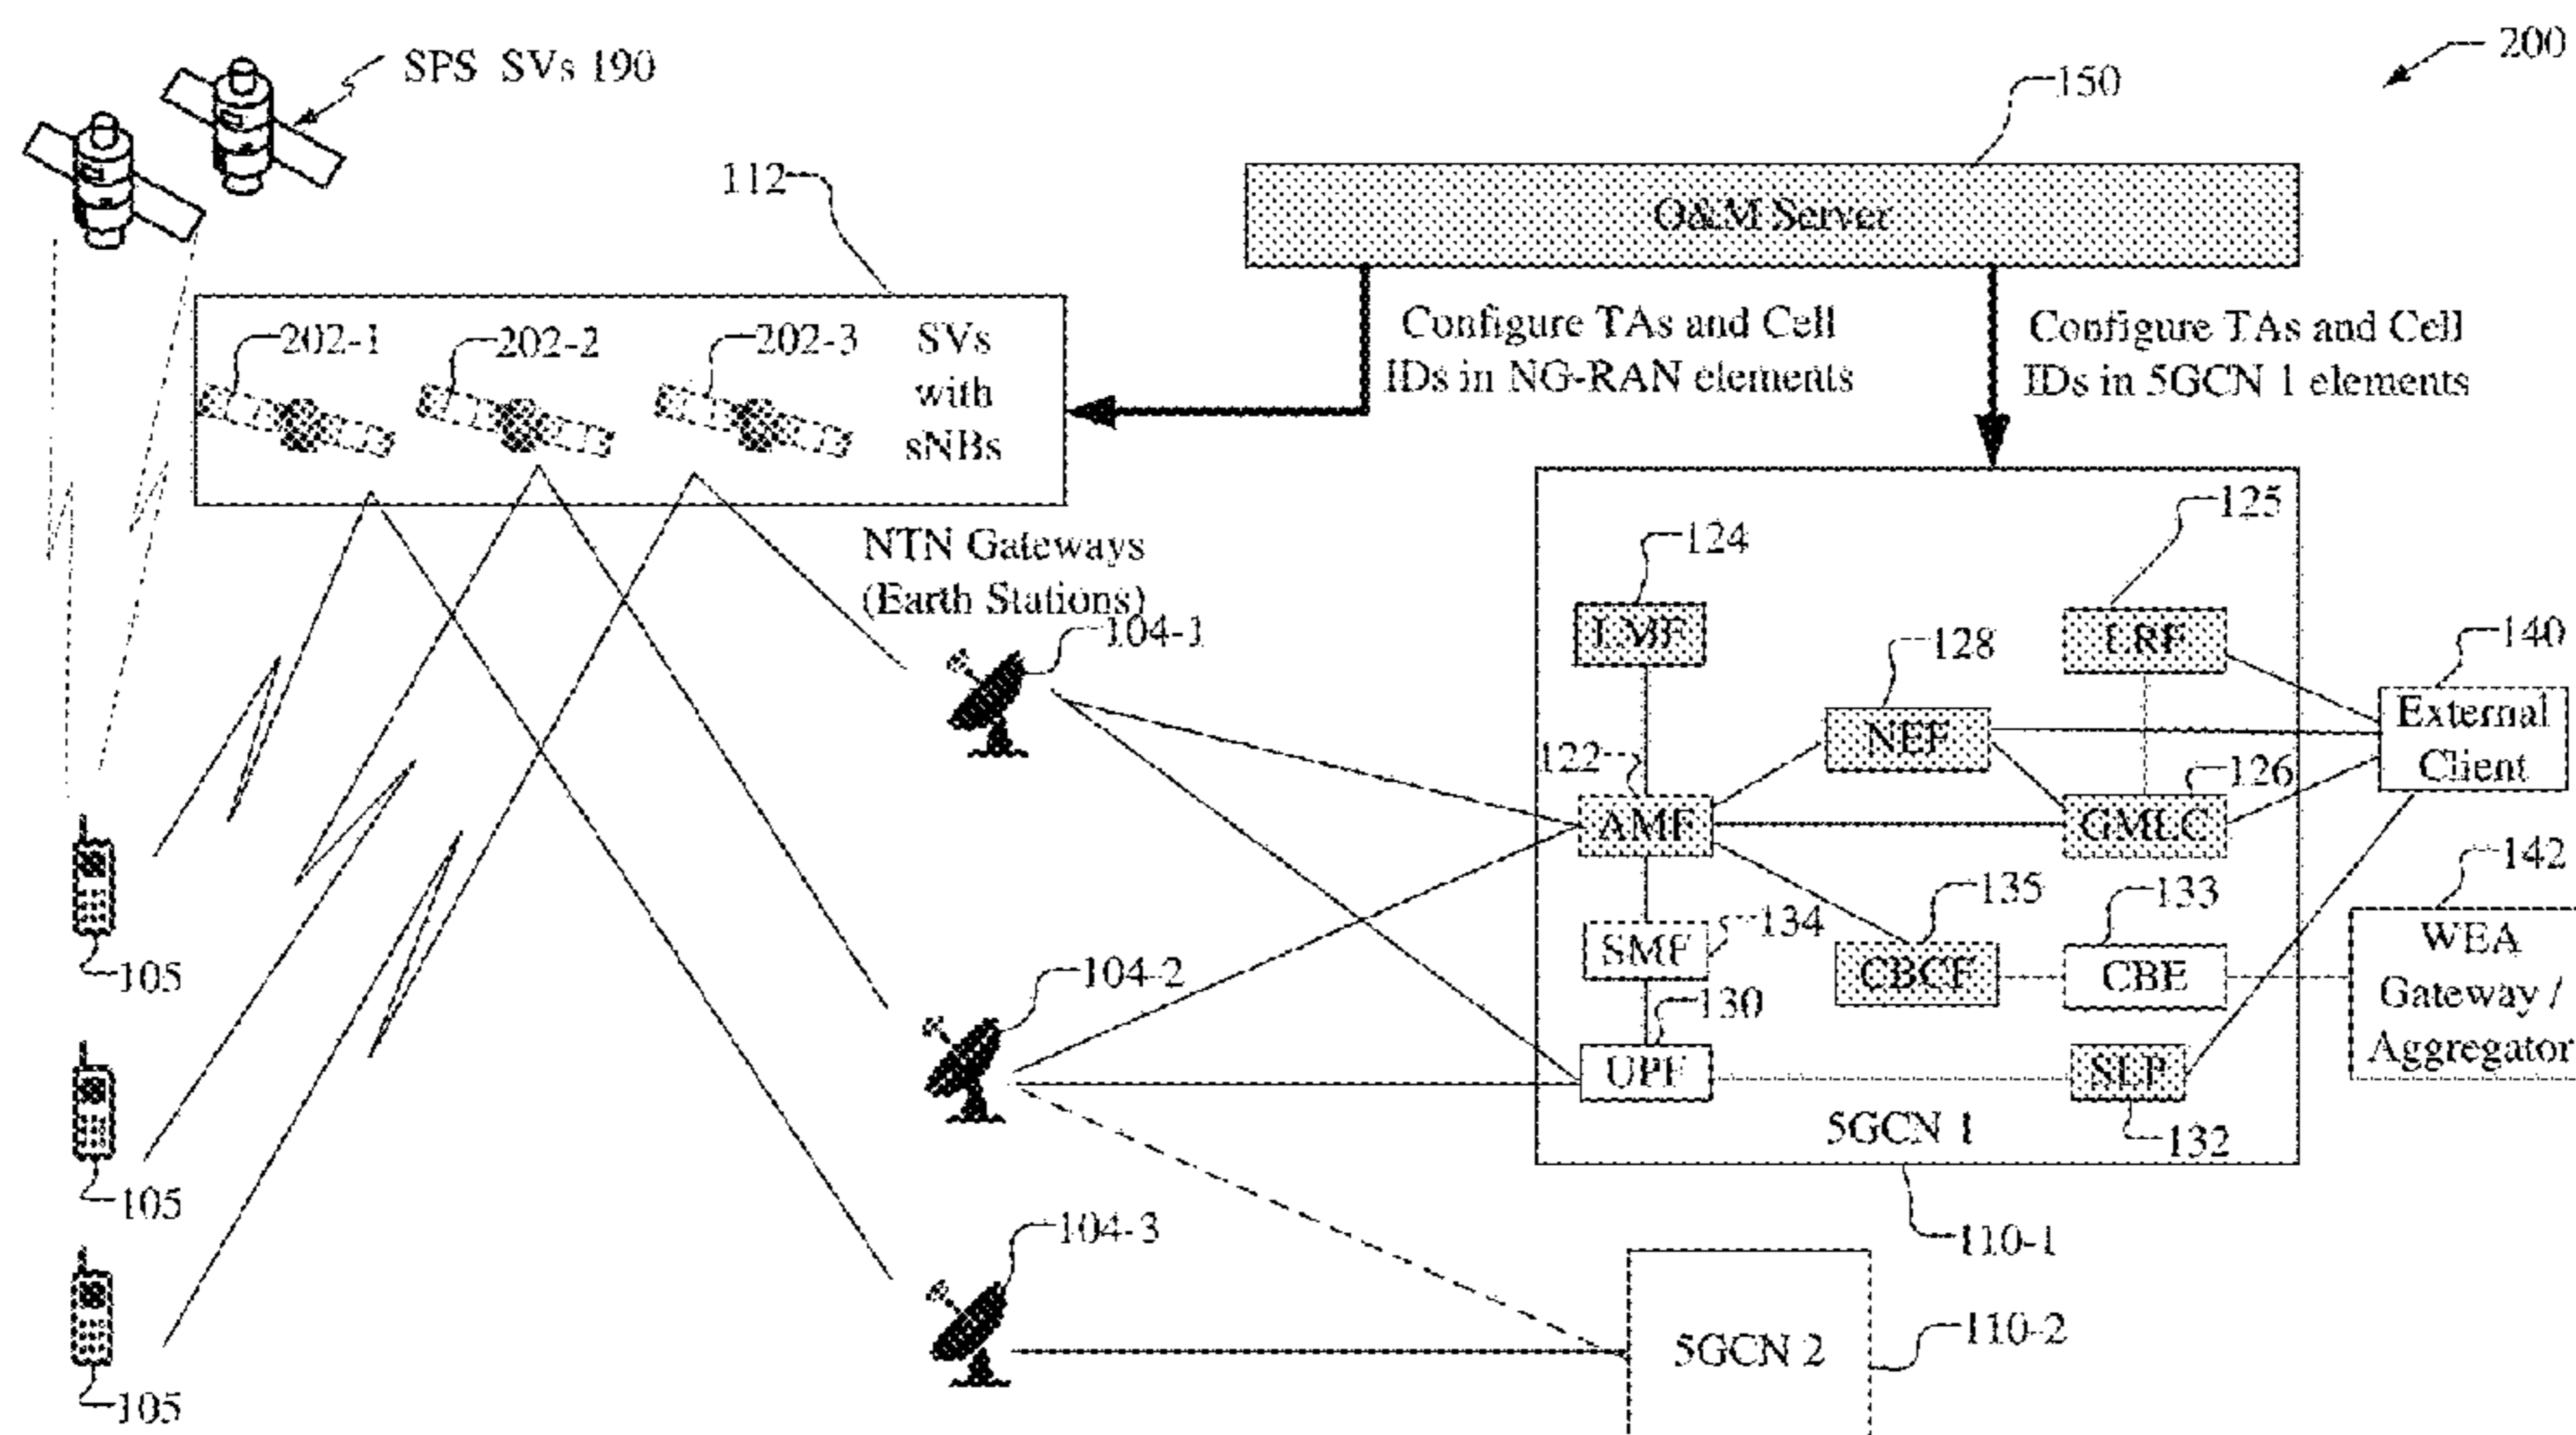 200
SPS SVs 190
150
112
O&M Server
202-1
202-2
202-3
SVs
with
sNBs
Configure TAs and Cell
IDs in NG-RAN elements
Configure TAs and Cell
IDs in 5GCN 1 elements
NTN Gateways
(Earth Stations)
104-1
124
125
LMF
128
LRF
140
NEF
External
Client
122
126
AMF
GMLC
142
135
133
134
SMF
CBCF
CBE
WEA
Gateway /
Aggregator
105
104-2
130
UPF
SLP
5GCN 1
132
105
104-3
110-1
5GCN 2
110-2
105